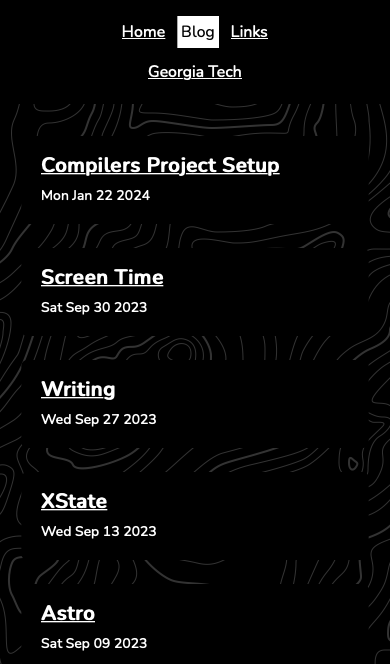 Home Blog Links
Georgia Tech
Compilers Project Setup
Mon Jan 22 2024
Screen Time
Sat Sep 30 2023
Writing
Wed Sep 27 2023
XState
Wed Sep 13 2023
Astro
Sat Sep 09 2023